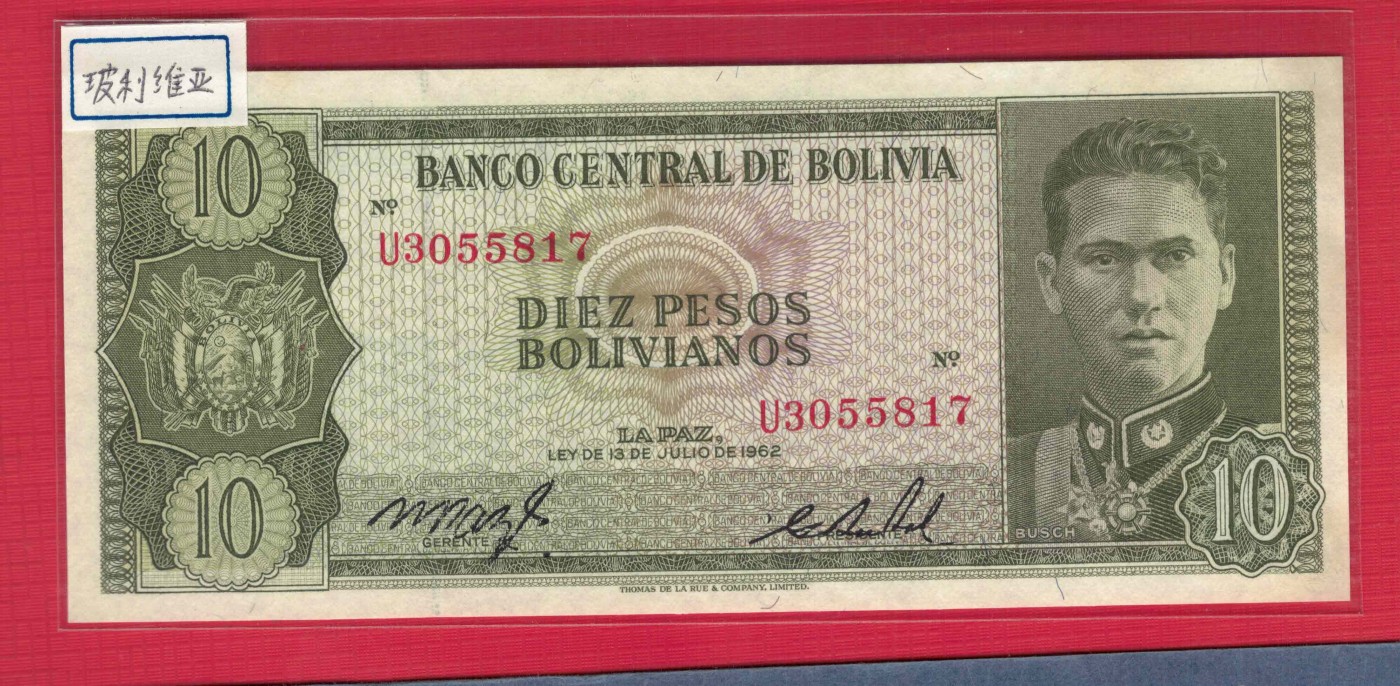 玻利维亚
10
BANCO CENTRAL DE BOLIVIA
Nº
U3055817
DIEZ PESOS
BOLIVIANOS
Nº
U3055817
LA PAZ,
LEY DE 13 DE JULIO DE 1962
10
GERENTE
BUSCH
10
THOMAS DE LA RUE & COMPANY, LIMITED.